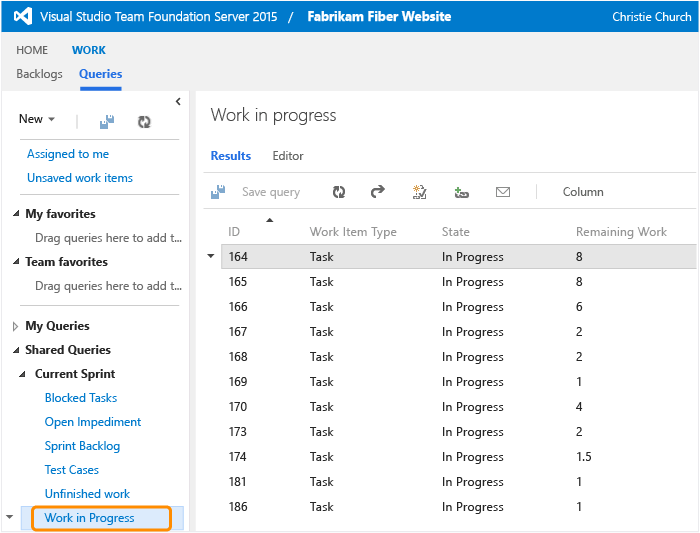 Visual Studio Team Foundation Server 2015 / Fabrikam Fiber Website Christie Church
HOME WORK
Backlogs Queries
New
Assigned to me
Unsaved work items
My favorites
Drag queries here to add t...
Team favorites
Drag queries here to add t...
My Queries
Shared Queries
Current Sprint
Blocked Tasks
Open Impediment
Sprint Backlog
Test Cases
Unfinished work
Work in Progress
Work in progress
Results Editor
Save query Column
ID Work Item Type State Remaining Work
164 Task In Progress 8
165 Task In Progress 8
166 Task In Progress 6
167 Task In Progress 2
168 Task In Progress 2
169 Task In Progress 1
170 Task In Progress 4
173 Task In Progress 2
174 Task In Progress 1.5
181 Task In Progress 1
186 Task In Progress 1